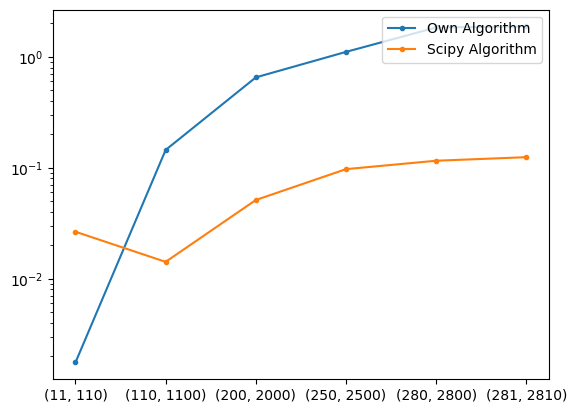 Own Algorithm
Scipy Algorithm
10⁰
10⁻¹
10⁻²
(11, 110) (110, 1100) (200, 2000) (250, 2500) (280, 2800) (281, 2810)